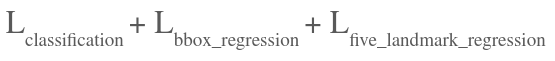 L_classification + L_bbox_regression + L_five_landmark_regression